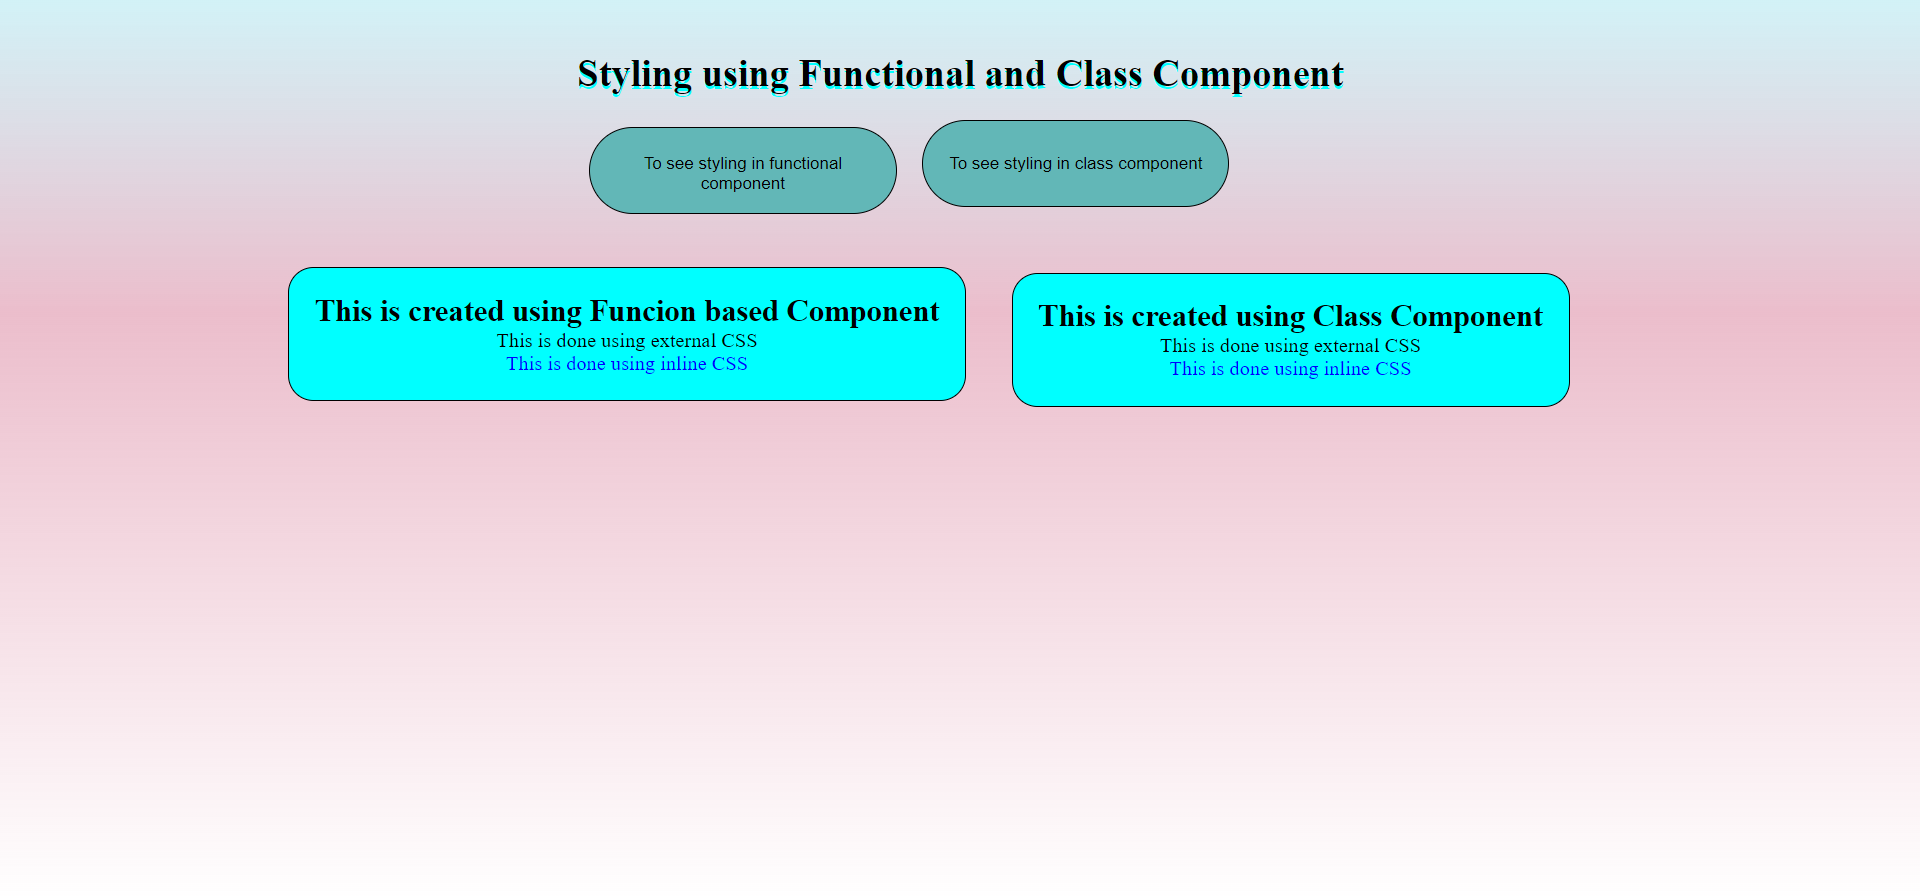 Styling using Functional and Class Component
To see styling in functional
component
To see styling in class component
This is created using Funcion based Component
This is done using external CSS
This is done using inline CSS
This is created using Class Component
This is done using external CSS
This is done using inline CSS